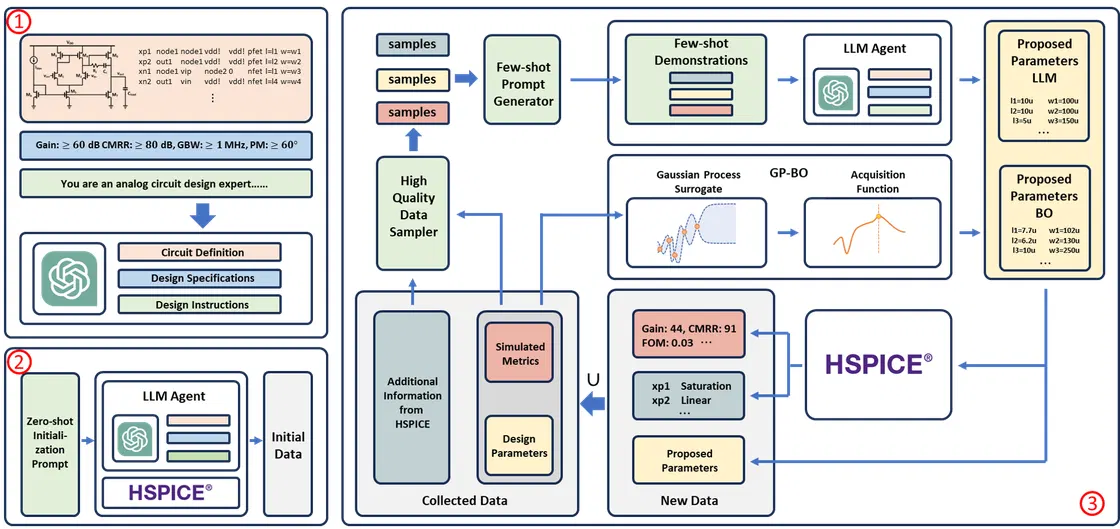 1
xp1 node1 node1 vdd! vdd! pfet l=l1 w=w1
xp2 out1 node1 vdd! vdd! pfet l=l2 w=w2
xn1 node1 vip node2 0 nfet l=l1 w=w3
xn2 out1 vin vdd! vdd! nfet l=l4 w=w4
⋮
Gain: ≥ 60 dB CMRR: ≥ 80 dB, GBW: ≥ 1 MHz, PM: ≥ 60°
You are an analog circuit design expert......
Circuit Definition
Design Specifications
Design Instructions
2
Zero-shot
Initiali-
zation
Prompt
LLM Agent
HSPICE®
Initial
Data
samples
samples
samples
Few-shot
Prompt
Generator
Few-shot
Demonstrations
LLM Agent
Proposed
Parameters
LLM
l1=10u w1=100u
l2=10u w2=100u
l3=5u w3=150u
...
High
Quality
Data
Sampler
GP-BO
Gaussian Process
Surrogate
Acquisition
Function
Proposed
Parameters
BO
l1=7.7u w1=102u
l2=6.2u w2=130u
l3=10u w3=250u
...
Additional
Information
from
HSPICE
Simulated
Metrics
Design
Parameters
Collected Data
∪
Gain: 44, CMRR: 91
FOM: 0.03 ...
xp1 Saturation
xp2 Linear
...
Proposed
Parameters
New Data
HSPICE®
3